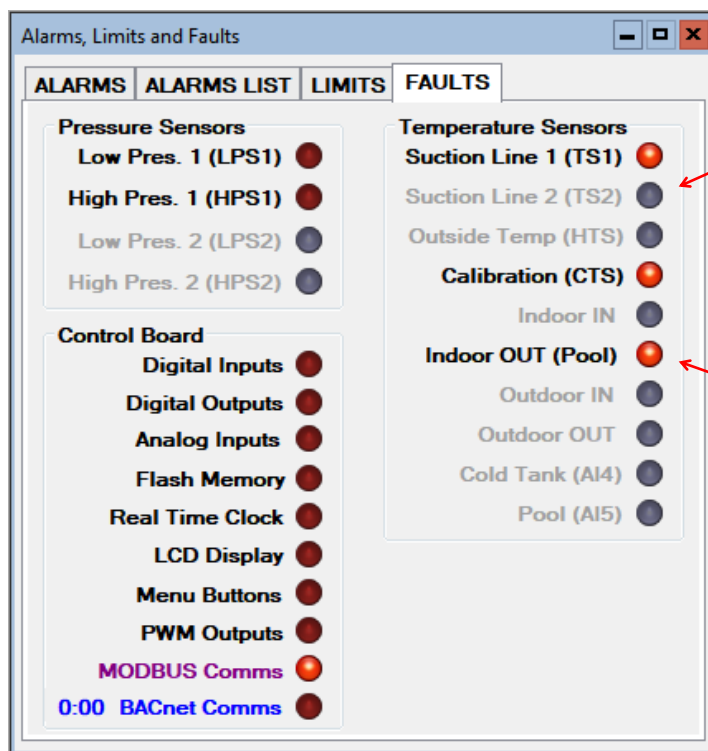 Alarms, Limits and Faults
ALARMS ALARMS LIST LIMITS FAULTS
Pressure Sensors
Low Pres. 1 (LPS1)
High Pres. 1 (HPS1)
Low Pres. 2 (LPS2)
High Pres. 2 (HPS2)
Control Board
Digital Inputs
Digital Outputs
Analog Inputs
Flash Memory
Real Time Clock
LCD Display
Menu Buttons
PWM Outputs
MODBUS Comms
0:00 BACnet Comms
Temperature Sensors
Suction Line 1 (TS1)
Suction Line 2 (TS2)
Outside Temp (HTS)
Calibration (CTS)
Indoor IN
Indoor OUT (Pool)
Outdoor IN
Outdoor OUT
Cold Tank (AI4)
Pool (AI5)